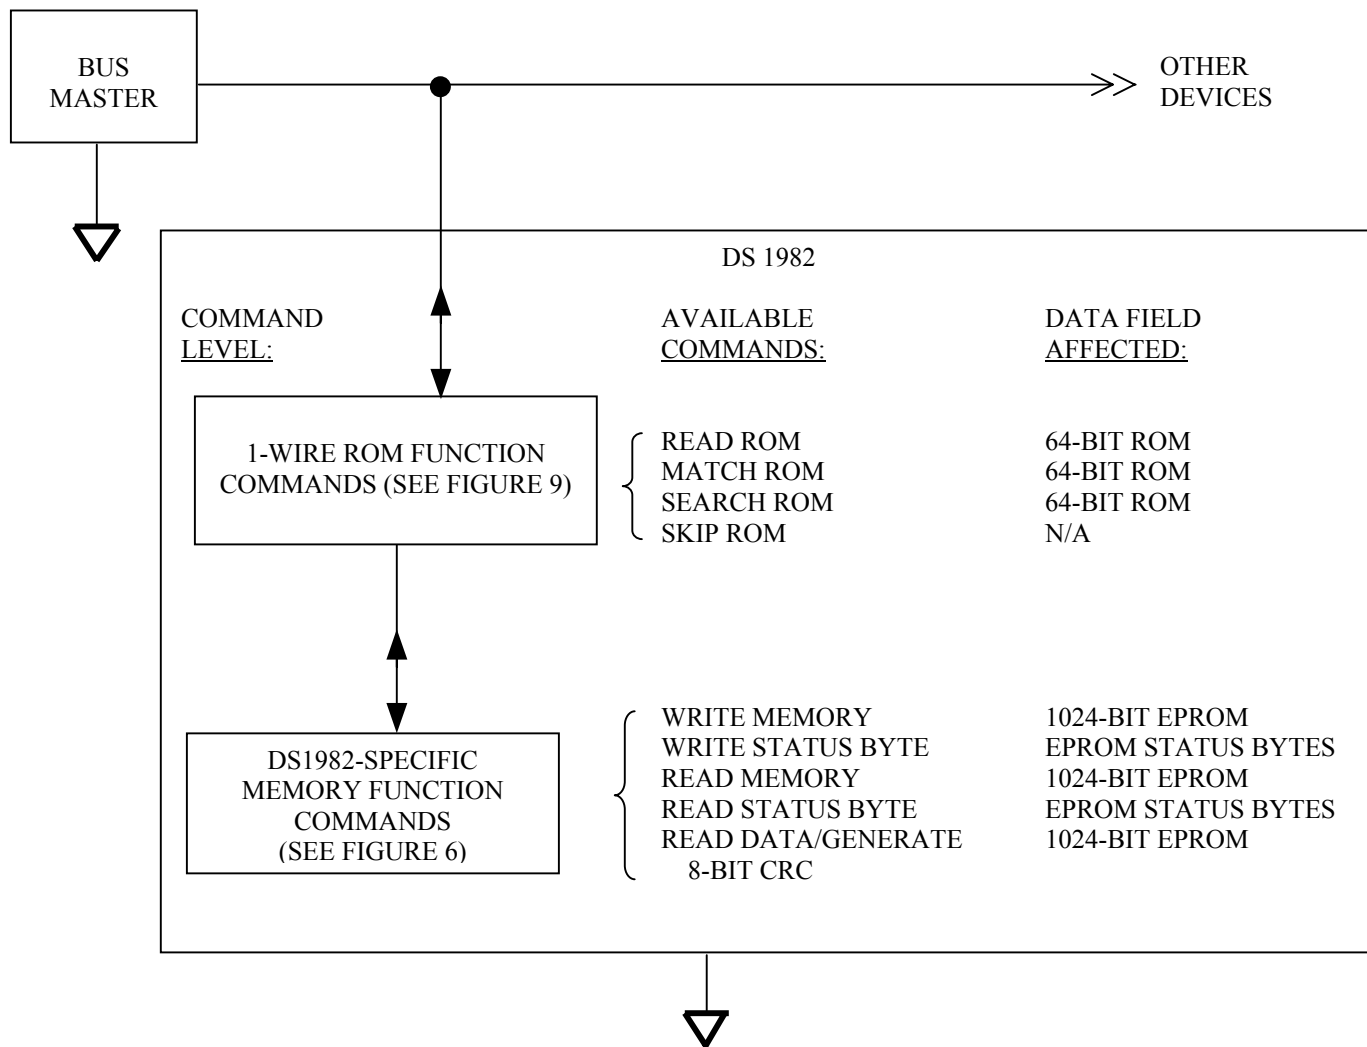 BUS
MASTER
OTHER
DEVICES
DS 1982
COMMAND
LEVEL:
AVAILABLE
COMMANDS:
DATA FIELD
AFFECTED:
1-WIRE ROM FUNCTION
COMMANDS (SEE FIGURE 9)
READ ROM 64-BIT ROM
MATCH ROM 64-BIT ROM
SEARCH ROM 64-BIT ROM
SKIP ROM N/A
DS1982-SPECIFIC
MEMORY FUNCTION
COMMANDS
(SEE FIGURE 6)
WRITE MEMORY 1024-BIT EPROM
WRITE STATUS BYTE EPROM STATUS BYTES
READ MEMORY 1024-BIT EPROM
READ STATUS BYTE EPROM STATUS BYTES
READ DATA/GENERATE 1024-BIT EPROM
8-BIT CRC